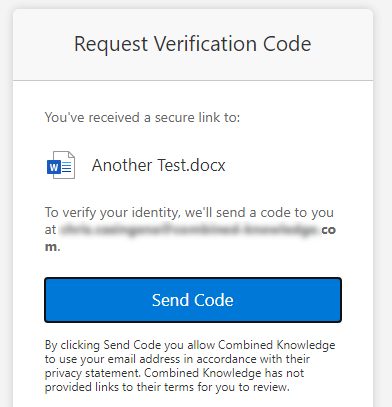 Request Verification Code
You've received a secure link to:
Another Test.docx
To verify your identity, we'll send a code to you
at co
m.
Send Code
By clicking Send Code you allow Combined Knowledge
to use your email address in accordance with their
privacy statement. Combined Knowledge has not
provided links to their terms for you to review.